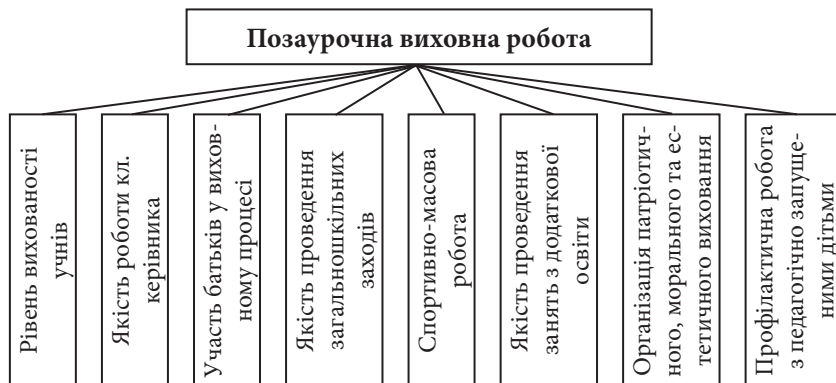 Позаурочна виховна робота
Рівень вихованості
учнів
Якість роботи кл.
керівника
Участь батьків у вихов-
ному процесі
Якість проведення
загальношкільних
заходів
Спортивно-масова
робота
Якість проведення
занять з додаткової
освіти
Організація патріотич-
ного, морального та ес-
тетичного виховання
Профілактична робота
з педагогічно запуще-
ними дітьми